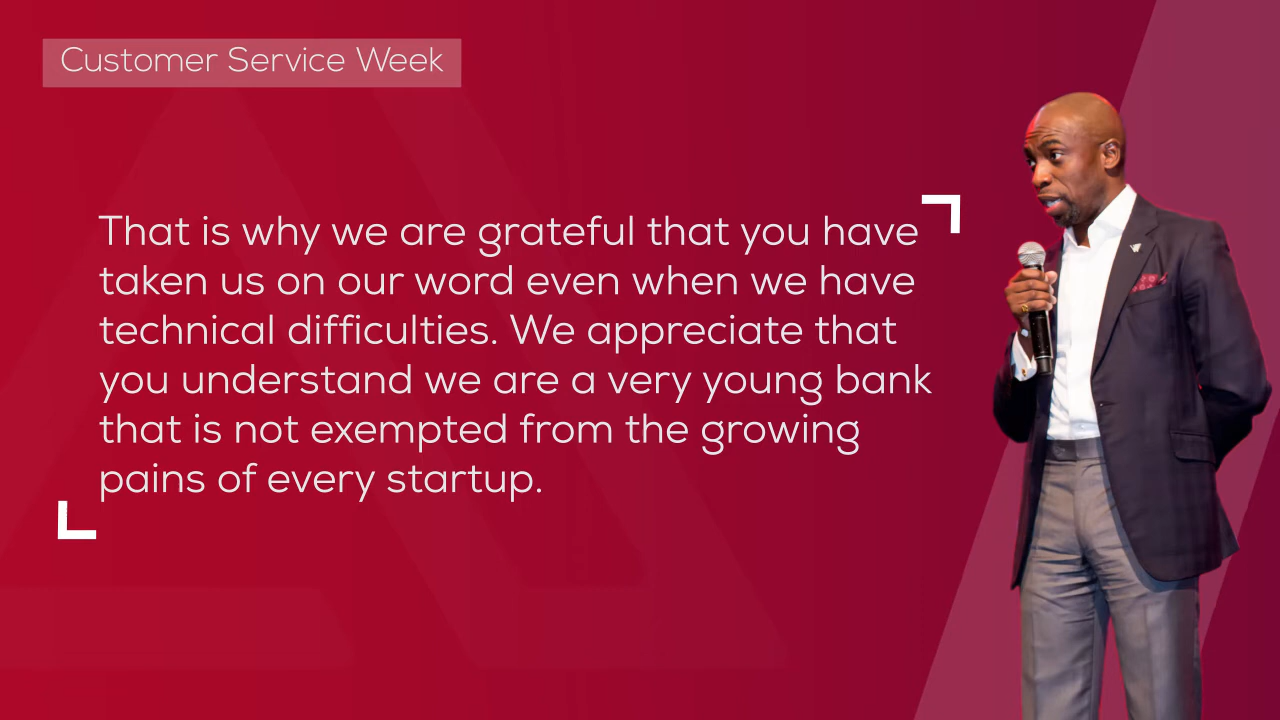 Customer Service Week
That is why we are grateful that you have
taken us on our word even when we have
technical difficulties. We appreciate that
you understand we are a very young bank
that is not exempted from the growing
pains of every startup.